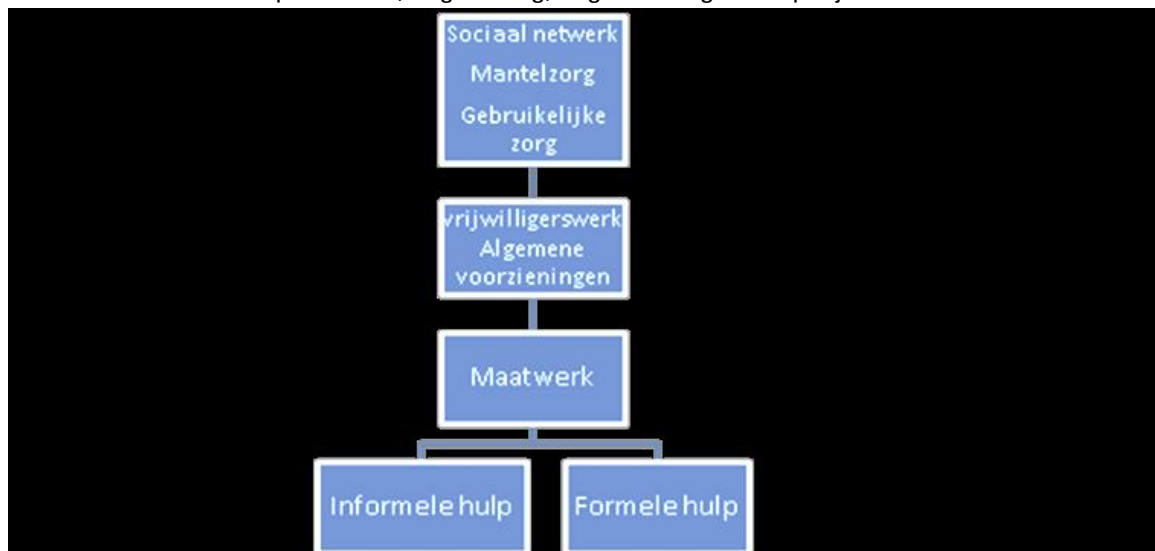 Sociaal netwerk
Mantelzorg
Gebruikelijke
zorg
vrijwilligerswerk
Algemene
voorzieningen
Maatwerk
Informele hulp
Formele hulp